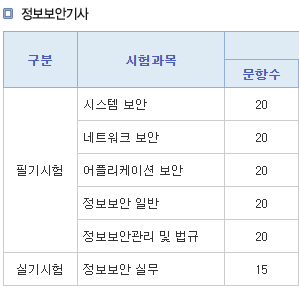 정보보안기사
구분 시험과목
문항수
시스템 보안 20
네트워크 보안 20
필기시험 어플리케이션 보안 20
정보보안 일반 20
정보보안관리 및 법규 20
실기시험 정보보안 실무 15